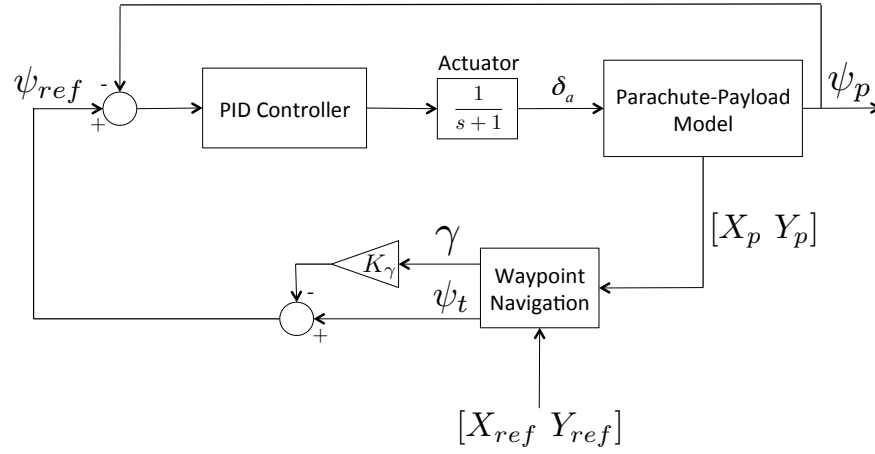 -
ψ_ref
+
PID Controller
Actuator
1
s + 1
δ_a
Parachute-Payload
Model
ψ_p
[X_p Y_p]
γ
K_γ
-
ψ_t
+
Waypoint
Navigation
[X_ref Y_ref]